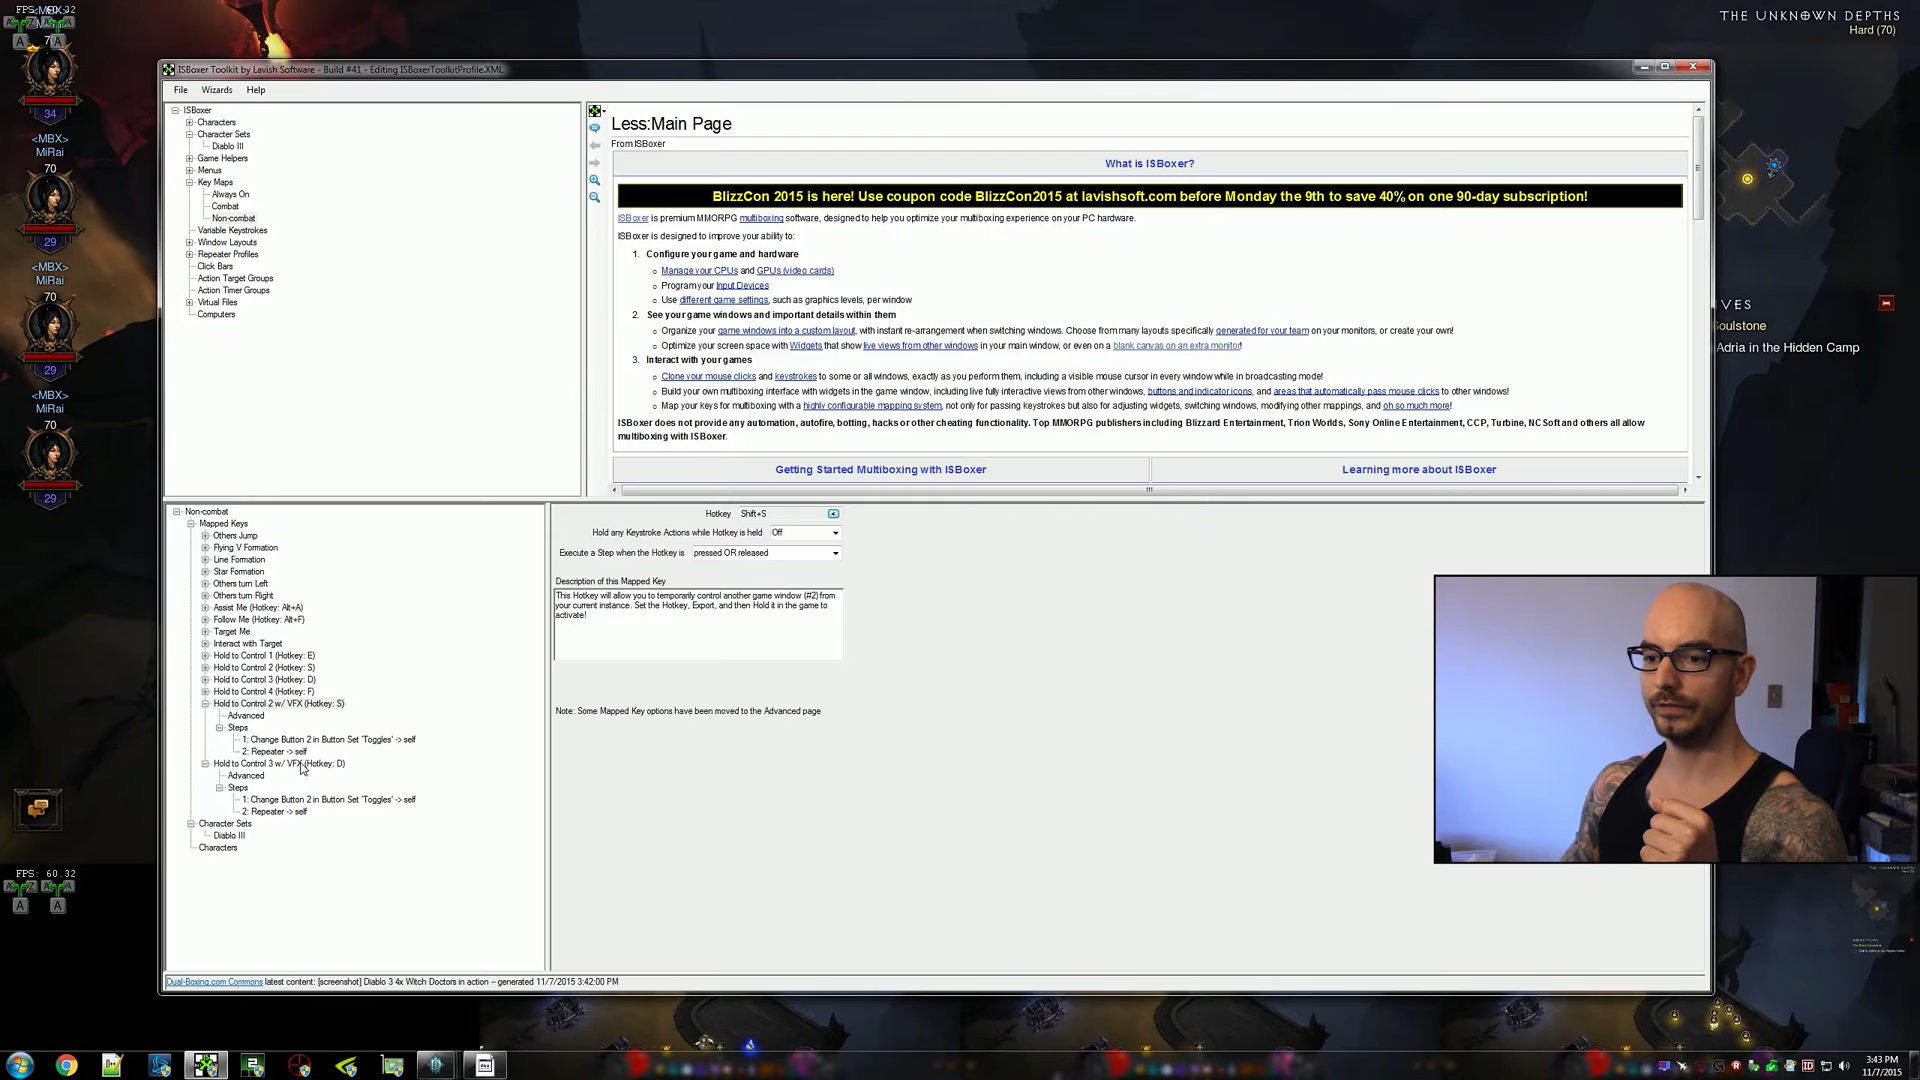 FPS: 60.32
<MBX>
70
34
<MBX>
MiRai
70
29
<MBX>
MiRai
70
29
<MBX>
MiRai
70
29
FPS: 60.32
THE UNKNOWN DEPTHS
Hard (70)
Soulstone
Adria in the Hidden Camp
ISBoxer Toolkit by Lavish Software - Build #41 - Editing ISBoxerToolkitProfile.XML
File Wizards Help
ISBoxer
Characters
Character Sets
Diablo III
Game Helpers
Menus
Key Maps
Always On
Combat
Non-combat
Variable Keystrokes
Window Layouts
Repeater Profiles
Click Bars
Action Target Groups
Action Timer Groups
Virtual Files
Computers
Less:Main Page
From ISBoxer
What is ISBoxer?
BlizzCon 2015 is here! Use coupon code BlizzCon2015 at lavishsoft.com before Monday the 9th to save 40% on one 90-day subscription!
ISBoxer is premium MMORPG multiboxing software, designed to help you optimize your multiboxing experience on your PC hardware.
ISBoxer is designed to improve your ability to:
1. Configure your game and hardware
Manage your CPUs and GPUs (video cards)
Program your Input Devices
Use different game settings, such as graphics levels, per window
2. See your game windows and important details within them
Organize your game windows into a custom layout, with instant re-arrangement when switching windows. Choose from many layouts specifically generated for your team on your monitors, or create your own!
Optimize your screen space with Widgets that show live views from other windows in your main window, or even on a blank canvas on an extra monitor!
3. Interact with your games
Clone your mouse clicks and keystrokes to some or all windows, exactly as you perform them, including a visible mouse cursor in every window while in broadcasting mode!
Build your own multiboxing interface with widgets in the game window, including live fully interactive views from other windows, buttons and indicator icons, and areas that automatically pass mouse clicks to other windows!
Map your keys for multiboxing with a highly configurable mapping system, not only for passing keystrokes but also for adjusting widgets, switching windows, modifying other mappings, and oh so much more!
ISBoxer does not provide any automation, autofire, botting, hacks or other cheating functionality. Top MMORPG publishers including Blizzard Entertainment, Trion Worlds, Sony Online Entertainment, CCP, Turbine, NCSoft and others all allow
multiboxing with ISBoxer.
Getting Started Multiboxing with ISBoxer
Learning more about ISBoxer
Non-combat
Mapped Keys
Others Jump
Flying V Formation
Line Formation
Star Formation
Others turn Left
Others turn Right
Assist Me (Hotkey: Alt+A)
Follow Me (Hotkey: Alt+F)
Target Me
Interact with Target
Hold to Control 1 (Hotkey: E)
Hold to Control 2 (Hotkey: S)
Hold to Control 3 (Hotkey: D)
Hold to Control 4 (Hotkey: F)
Hold to Control 2 w/ VFX (Hotkey: S)
Advanced
Steps
1: Change Button 2 in Button Set 'Toggles' -> self
2: Repeater -> self
Hold to Control 3 w/ VFX (Hotkey: D)
Advanced
Steps
1: Change Button 2 in Button Set 'Toggles' -> self
2: Repeater -> self
Character Sets
Diablo III
Characters
Hotkey Shift+S
Hold any Keystroke Actions while Hotkey is held Off
Execute a Step when the Hotkey is pressed OR released
Description of this Mapped Key
This Hotkey will allow you to temporarily control another game window (#2) from
your current instance. Set the Hotkey, Export, and then Hold it in the game to
activate!
Note: Some Mapped Key options have been moved to the Advanced page
Dual-Boxing.com Commons latest content: [screenshot] Diablo 3 4x Witch Doctors in action -- generated 11/7/2015 3:42:00 PM
3:43 PM
11/7/2015